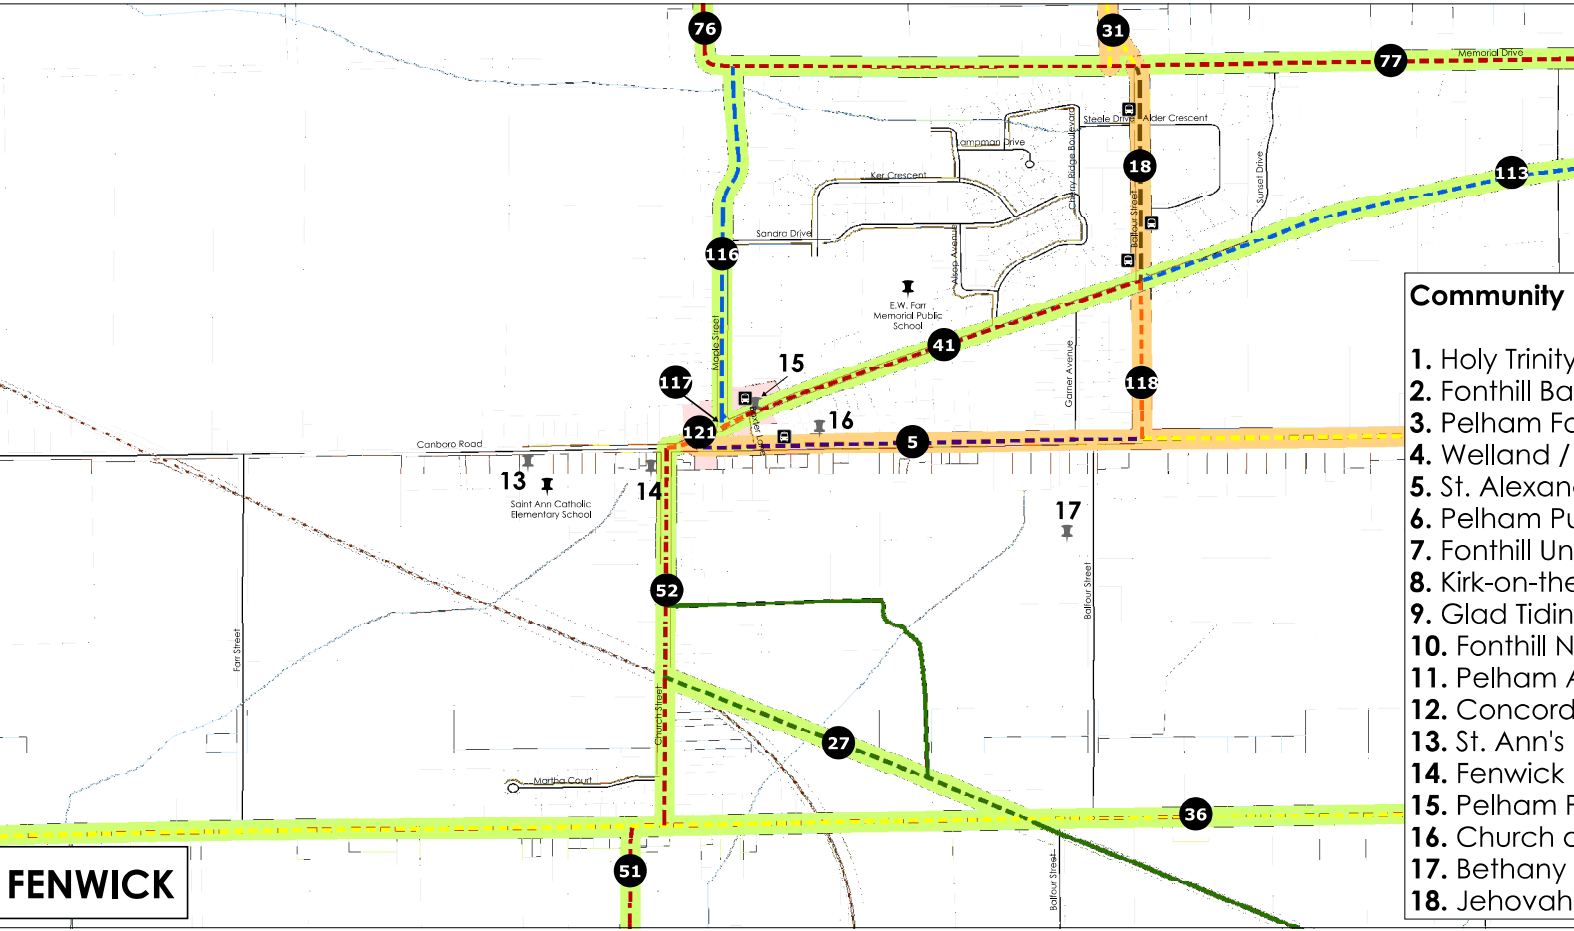 76
31
77
Memorial Drive
Steele Drive
Alder Crescent
Lampman Drive
Cherry Ridge Boulevard
18
Ker Crescent
113
Sunset Drive
Balfour Street
Sandra Drive
116
Alsop Avenue
E.W. Farr
Memorial Public
School
Maple Street
41
Garner Avenue
117
15
118
16
121
5
Canboro Road
13
14
Saint Ann Catholic
Elementary School
17
52
Balfour Street
Farr Street
Church Street
27
Martha Court
36
51
Balfour Street
FENWICK
Community
1. Holy Trinity
2. Fonthill Ba
3. Pelham Fo
4. Welland /
5. St. Alexan
6. Pelham Pu
7. Fonthill Un
8. Kirk-on-the
9. Glad Tidin
10. Fonthill N
11. Pelham A
12. Concord
13. St. Ann's
14. Fenwick
15. Pelham F
16. Church o
17. Bethany
18. Jehovah